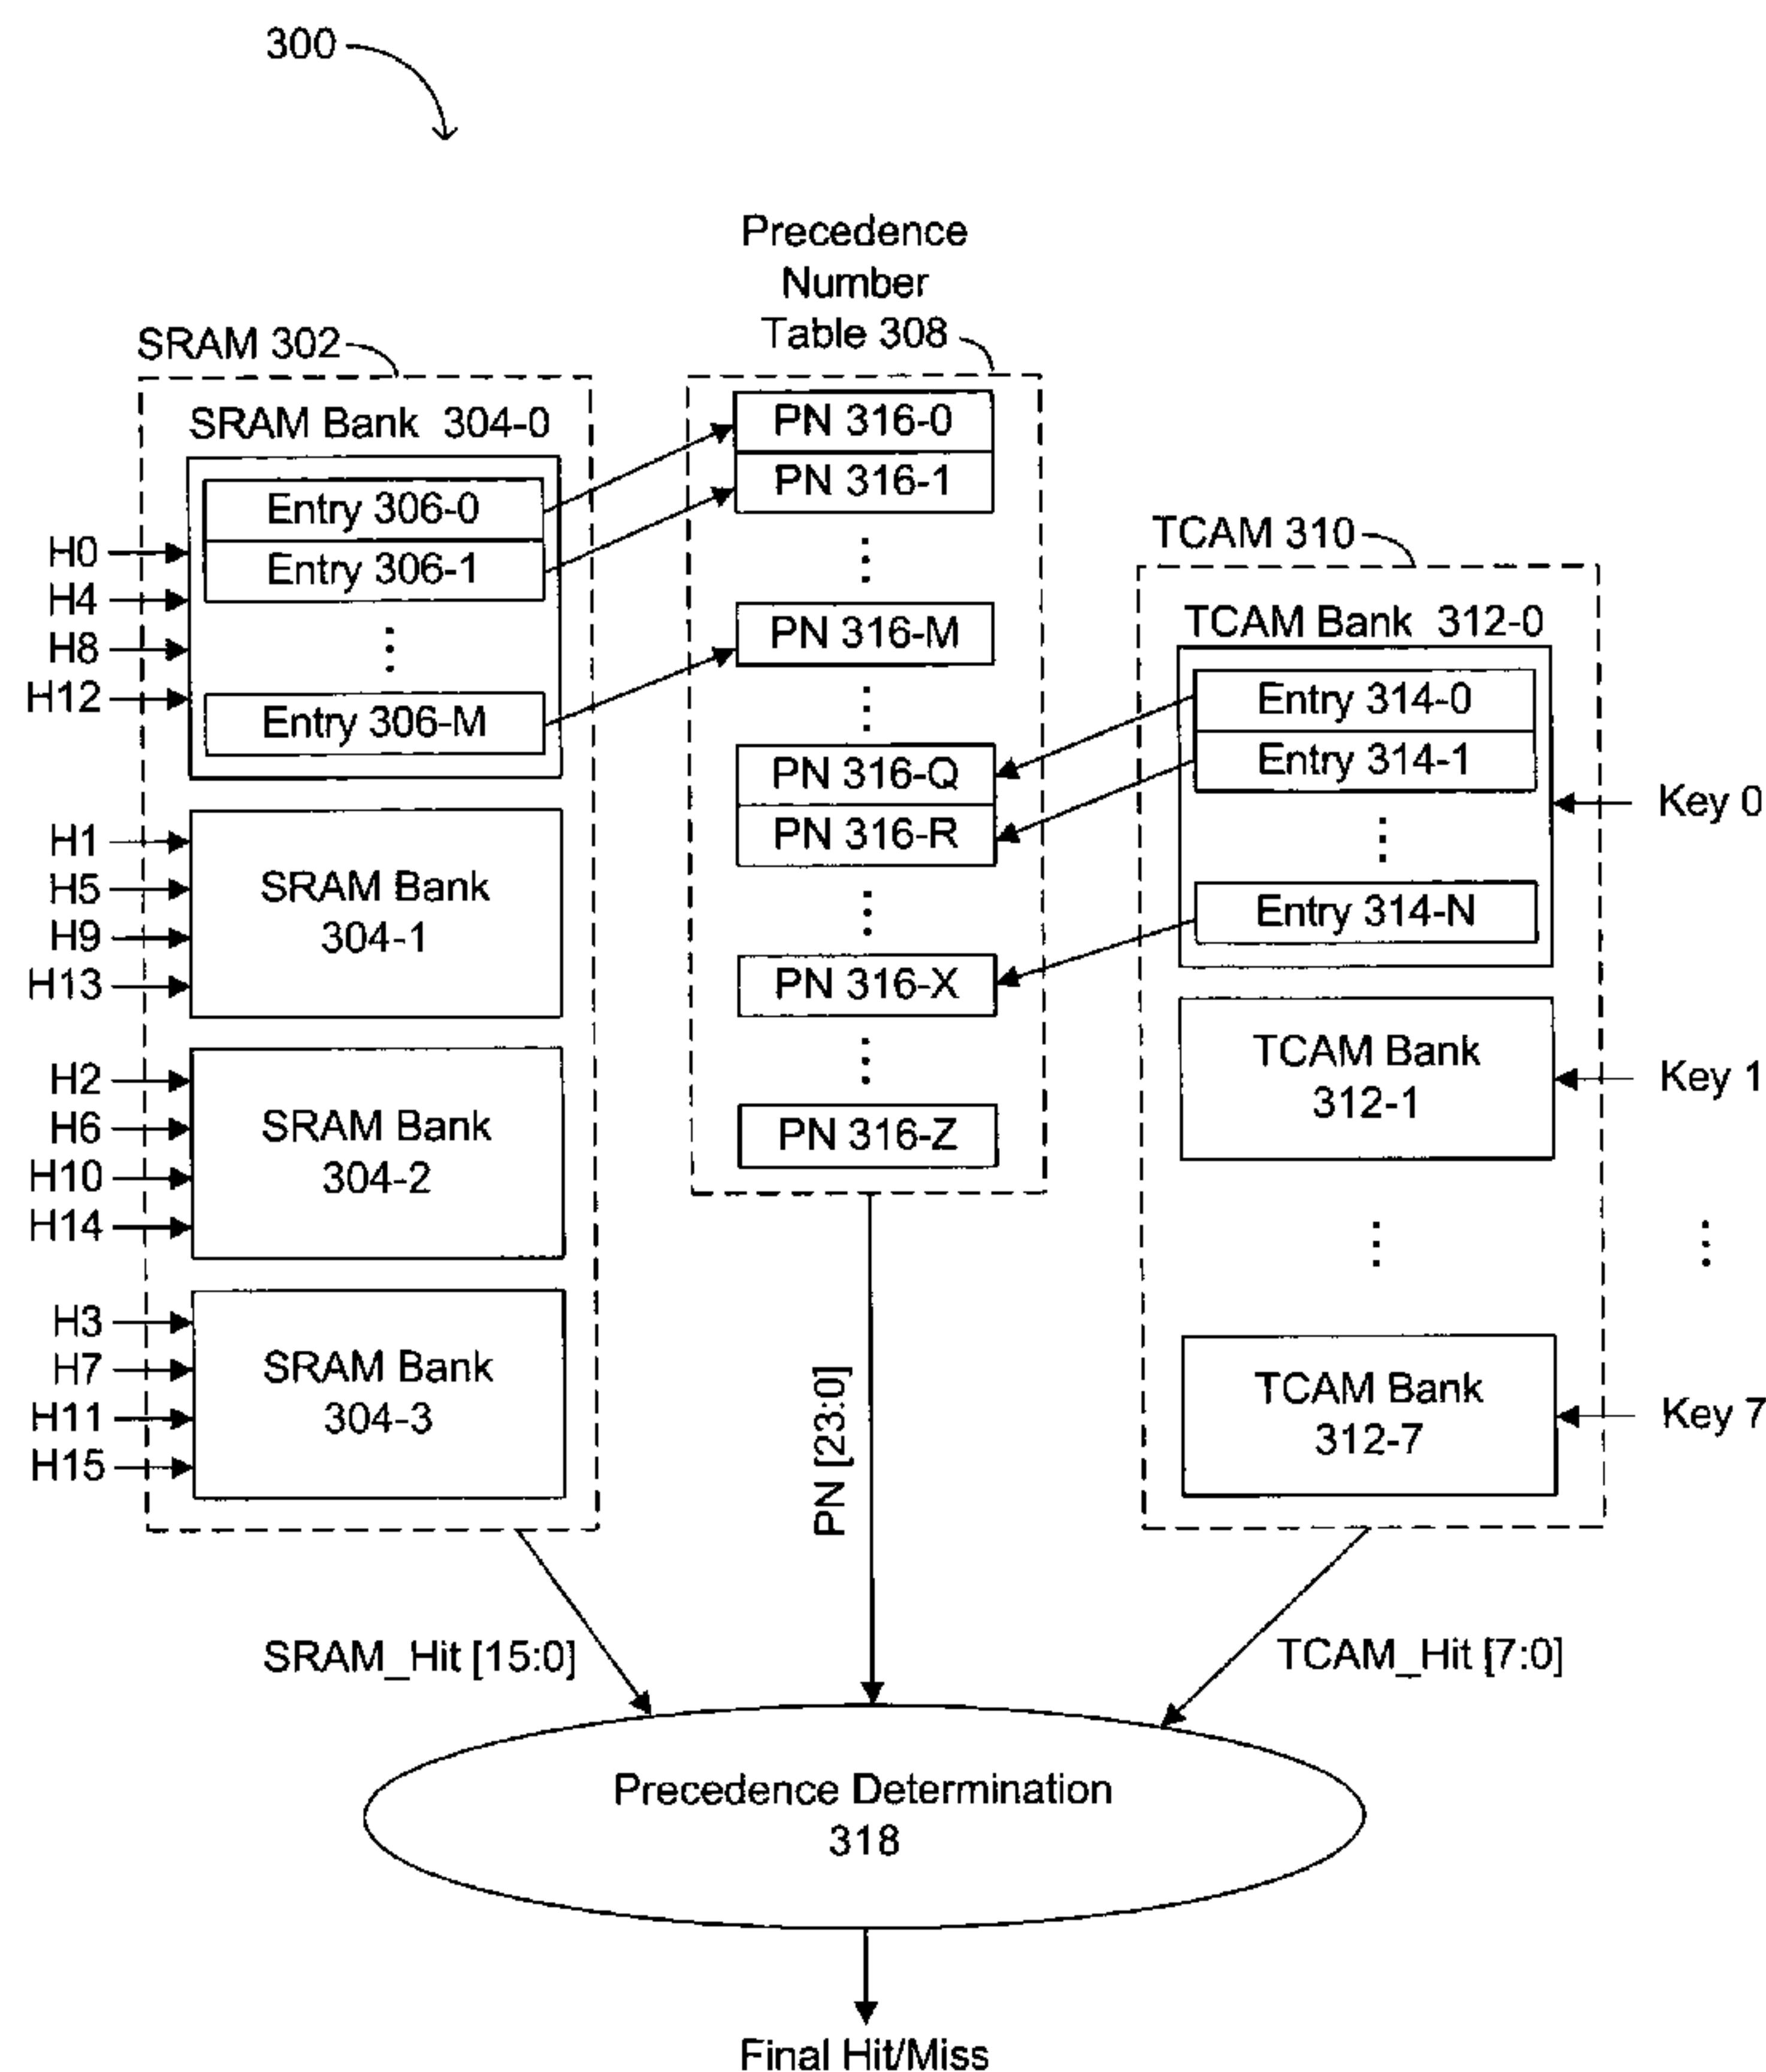 300
Precedence
Number
Table 308
SRAM 302
SRAM Bank 304-0
Entry 306-0
Entry 306-1
⋮
Entry 306-M
H0
H4
H8
H12
SRAM Bank
304-1
H1
H5
H9
H13
SRAM Bank
304-2
H2
H6
H10
H14
SRAM Bank
304-3
H3
H7
H11
H15
PN 316-0
PN 316-1
⋮
PN 316-M
⋮
PN 316-Q
PN 316-R
⋮
PN 316-X
⋮
PN 316-Z
TCAM 310
TCAM Bank 312-0
Entry 314-0
Entry 314-1
⋮
Entry 314-N
Key 0
TCAM Bank
312-1
Key 1
⋮
⋮
TCAM Bank
312-7
Key 7
PN [23:0]
SRAM_Hit [15:0]
TCAM_Hit [7:0]
Precedence Determination
318
Final Hit/Miss